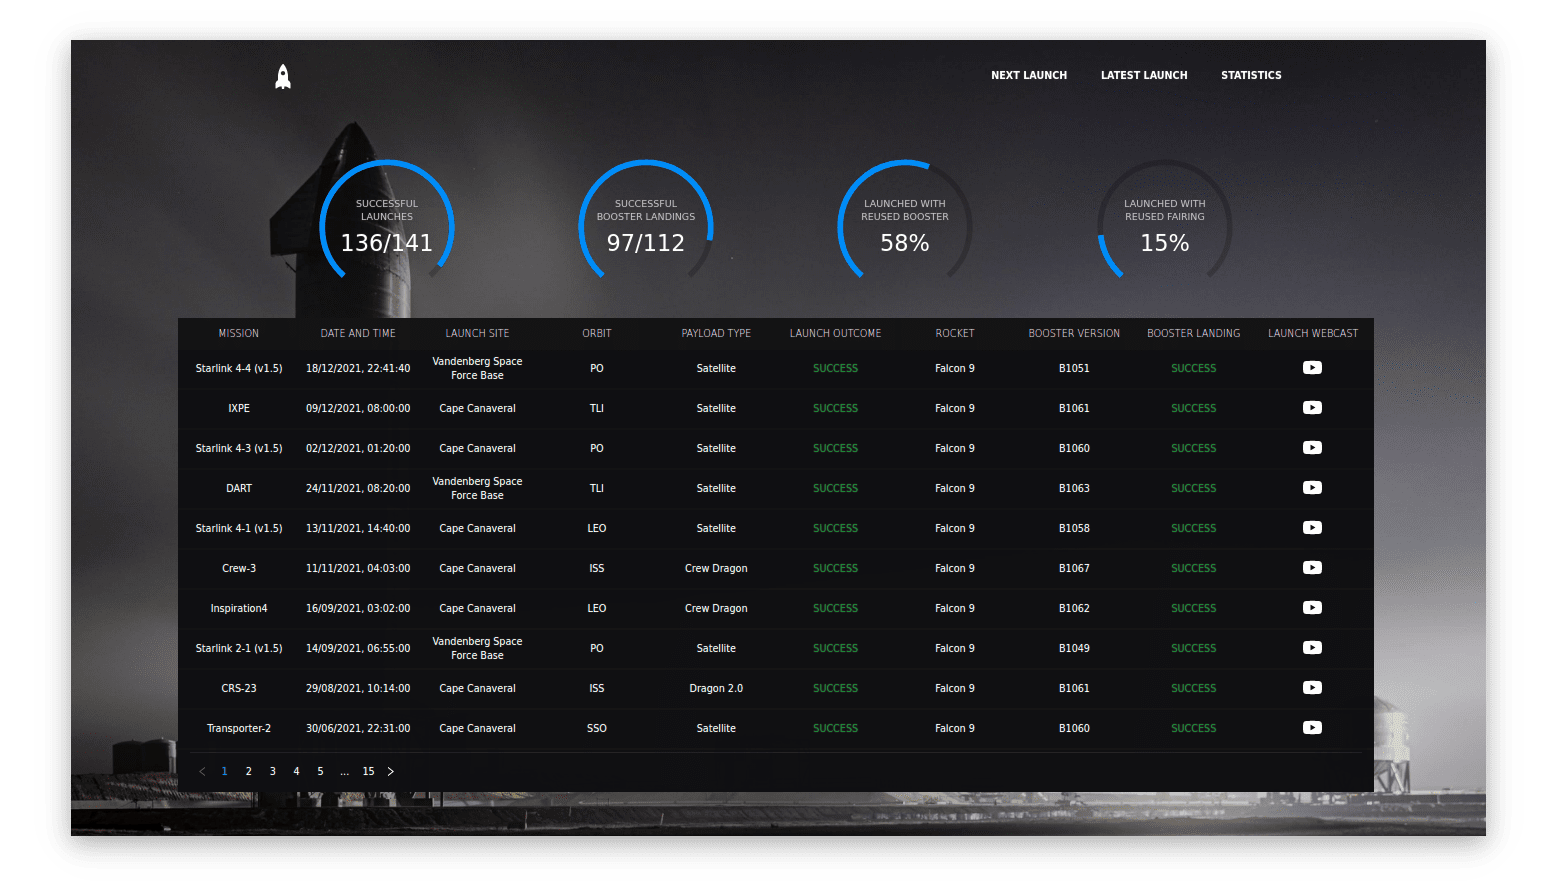 NEXT LAUNCH LATEST LAUNCH STATISTICS
SUCCESSFUL
LAUNCHES
136/141
SUCCESSFUL
BOOSTER LANDINGS
97/112
LAUNCHED WITH
REUSED BOOSTER
58%
LAUNCHED WITH
REUSED FAIRING
15%
MISSION DATE AND TIME LAUNCH SITE ORBIT PAYLOAD TYPE LAUNCH OUTCOME ROCKET BOOSTER VERSION BOOSTER LANDING LAUNCH WEBCAST
Starlink 4-4 (v1.5) 18/12/2021, 22:41:40 Vandenberg Space
Force Base PO Satellite SUCCESS Falcon 9 B1051 SUCCESS
IXPE 09/12/2021, 08:00:00 Cape Canaveral TLI Satellite SUCCESS Falcon 9 B1061 SUCCESS
Starlink 4-3 (v1.5) 02/12/2021, 01:20:00 Cape Canaveral PO Satellite SUCCESS Falcon 9 B1060 SUCCESS
DART 24/11/2021, 08:20:00 Vandenberg Space
Force Base TLI Satellite SUCCESS Falcon 9 B1063 SUCCESS
Starlink 4-1 (v1.5) 13/11/2021, 14:40:00 Cape Canaveral LEO Satellite SUCCESS Falcon 9 B1058 SUCCESS
Crew-3 11/11/2021, 04:03:00 Cape Canaveral ISS Crew Dragon SUCCESS Falcon 9 B1067 SUCCESS
Inspiration4 16/09/2021, 03:02:00 Cape Canaveral LEO Crew Dragon SUCCESS Falcon 9 B1062 SUCCESS
Starlink 2-1 (v1.5) 14/09/2021, 06:55:00 Vandenberg Space
Force Base PO Satellite SUCCESS Falcon 9 B1049 SUCCESS
CRS-23 29/08/2021, 10:14:00 Cape Canaveral ISS Dragon 2.0 SUCCESS Falcon 9 B1061 SUCCESS
Transporter-2 30/06/2021, 22:31:00 Cape Canaveral SSO Satellite SUCCESS Falcon 9 B1060 SUCCESS
< 1 2 3 4 5 ... 15 >